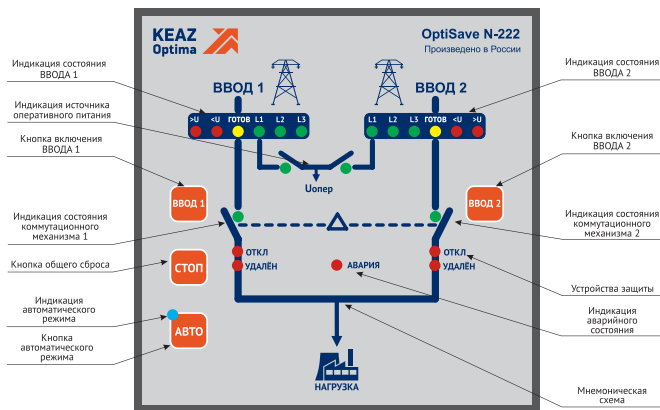 KEAZ
Optima
OptiSave N-222
Произведено в России
Индикация состояния
ВВОДА 1
Индикация источника
оперативного питания
Кнопка включения
ВВОДА 1
Индикация состояния
коммутационного
механизма 1
Кнопка общего сброса
Индикация
автоматического
режима
Кнопка
автоматического
режима
ВВОД 1
ВВОД 2
>U <U ГОТОВ L1 L2 L3
L1 L2 L3 ГОТОВ <U >U
Uопер
ВВОД 1
ВВОД 2
СТОП
АВТО
ОТКЛ
УДАЛЁН
АВАРИЯ
ОТКЛ
УДАЛЁН
НАГРУЗКА
Индикация состояния
ВВОДА 2
Кнопка включения
ВВОДА 2
Индикация состояния
коммутационного
механизма 2
Устройства защиты
Индикация
аварийного
состояния
Мнемоническая
схема